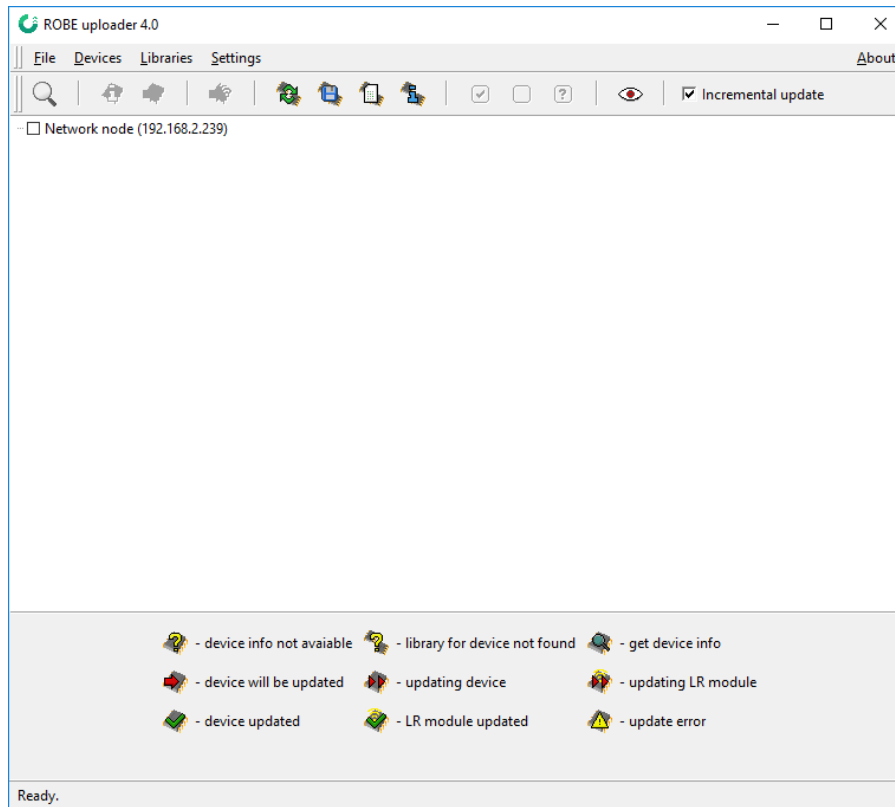 ROBE uploader 4.0
File Devices Libraries Settings About
Incremental update
Network node (192.168.2.239)
- device info not avaiable - library for device not found - get device info
- device will be updated - updating device - updating LR module
- device updated - LR module updated - update error
Ready.